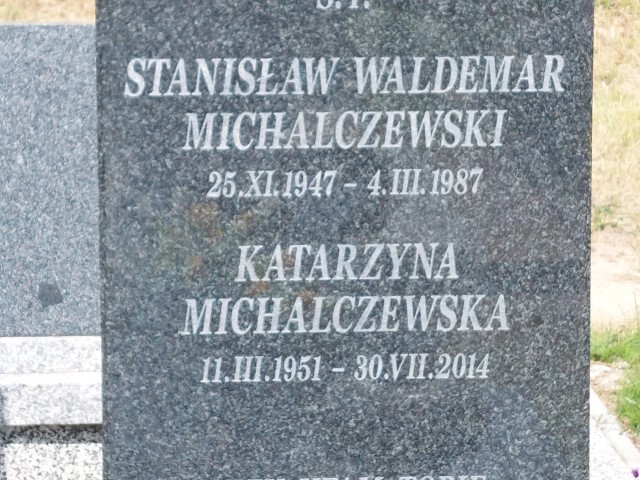 Ś.P.
STANISŁAW WALDEMAR
MICHALCZEWSKI
25.XI.1947 – 4.III.1987
KATARZYNA
MICHALCZEWSKA
11.III.1951 – 30.VII.2014